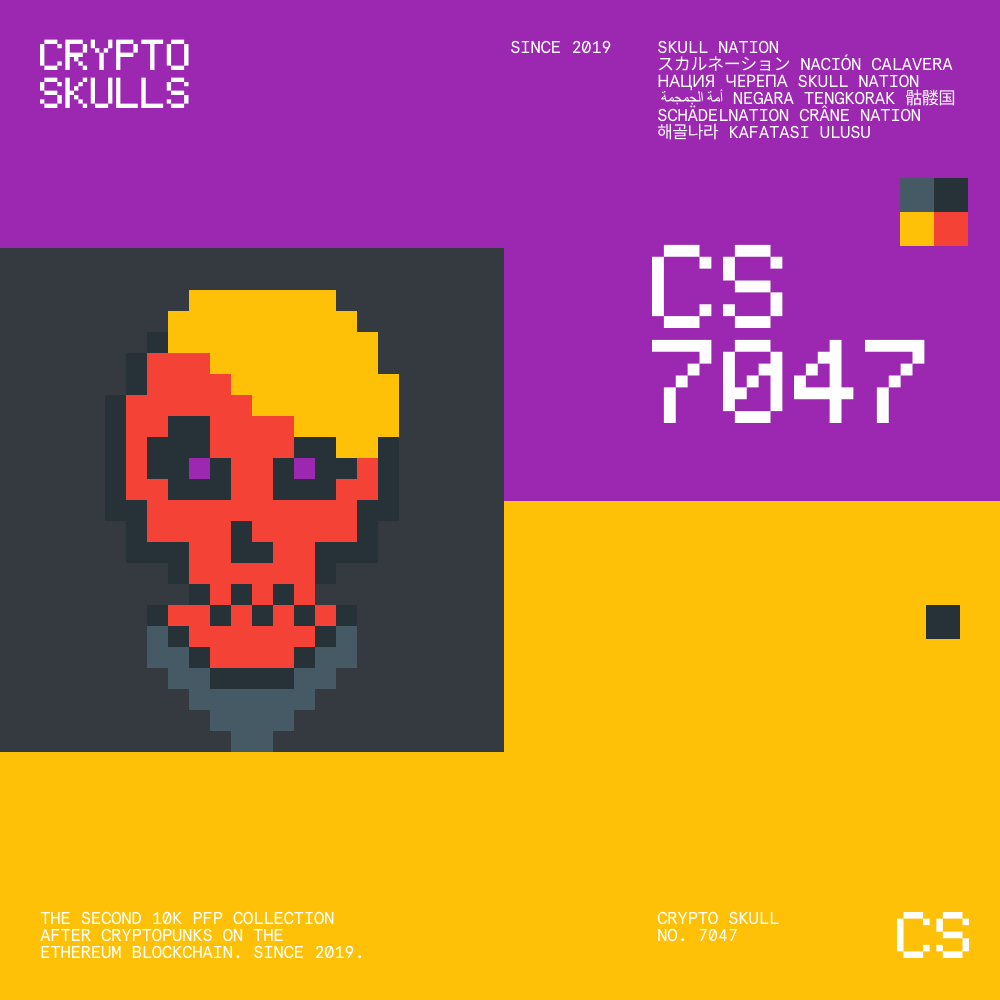 CRYPTO
SKULLS
SINCE 2019
SKULL NATION
スカルネーション NACIÓN CALAVERA
НАЦИЯ ЧЕРЕПА SKULL NATION
أمة الجمجمة NEGARA TENGKORAK 骷髅国
SCHÄDELNATION CRÂNE NATION
해골나라 KAFATASI ULUSU
CS
7047
THE SECOND 10K PFP COLLECTION
AFTER CRYPTOPUNKS ON THE
ETHEREUM BLOCKCHAIN. SINCE 2019.
CRYPTO SKULL
NO. 7047
CS